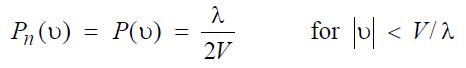 Pₙ(υ) = P(υ) = λ/2V for |υ| < V/λ